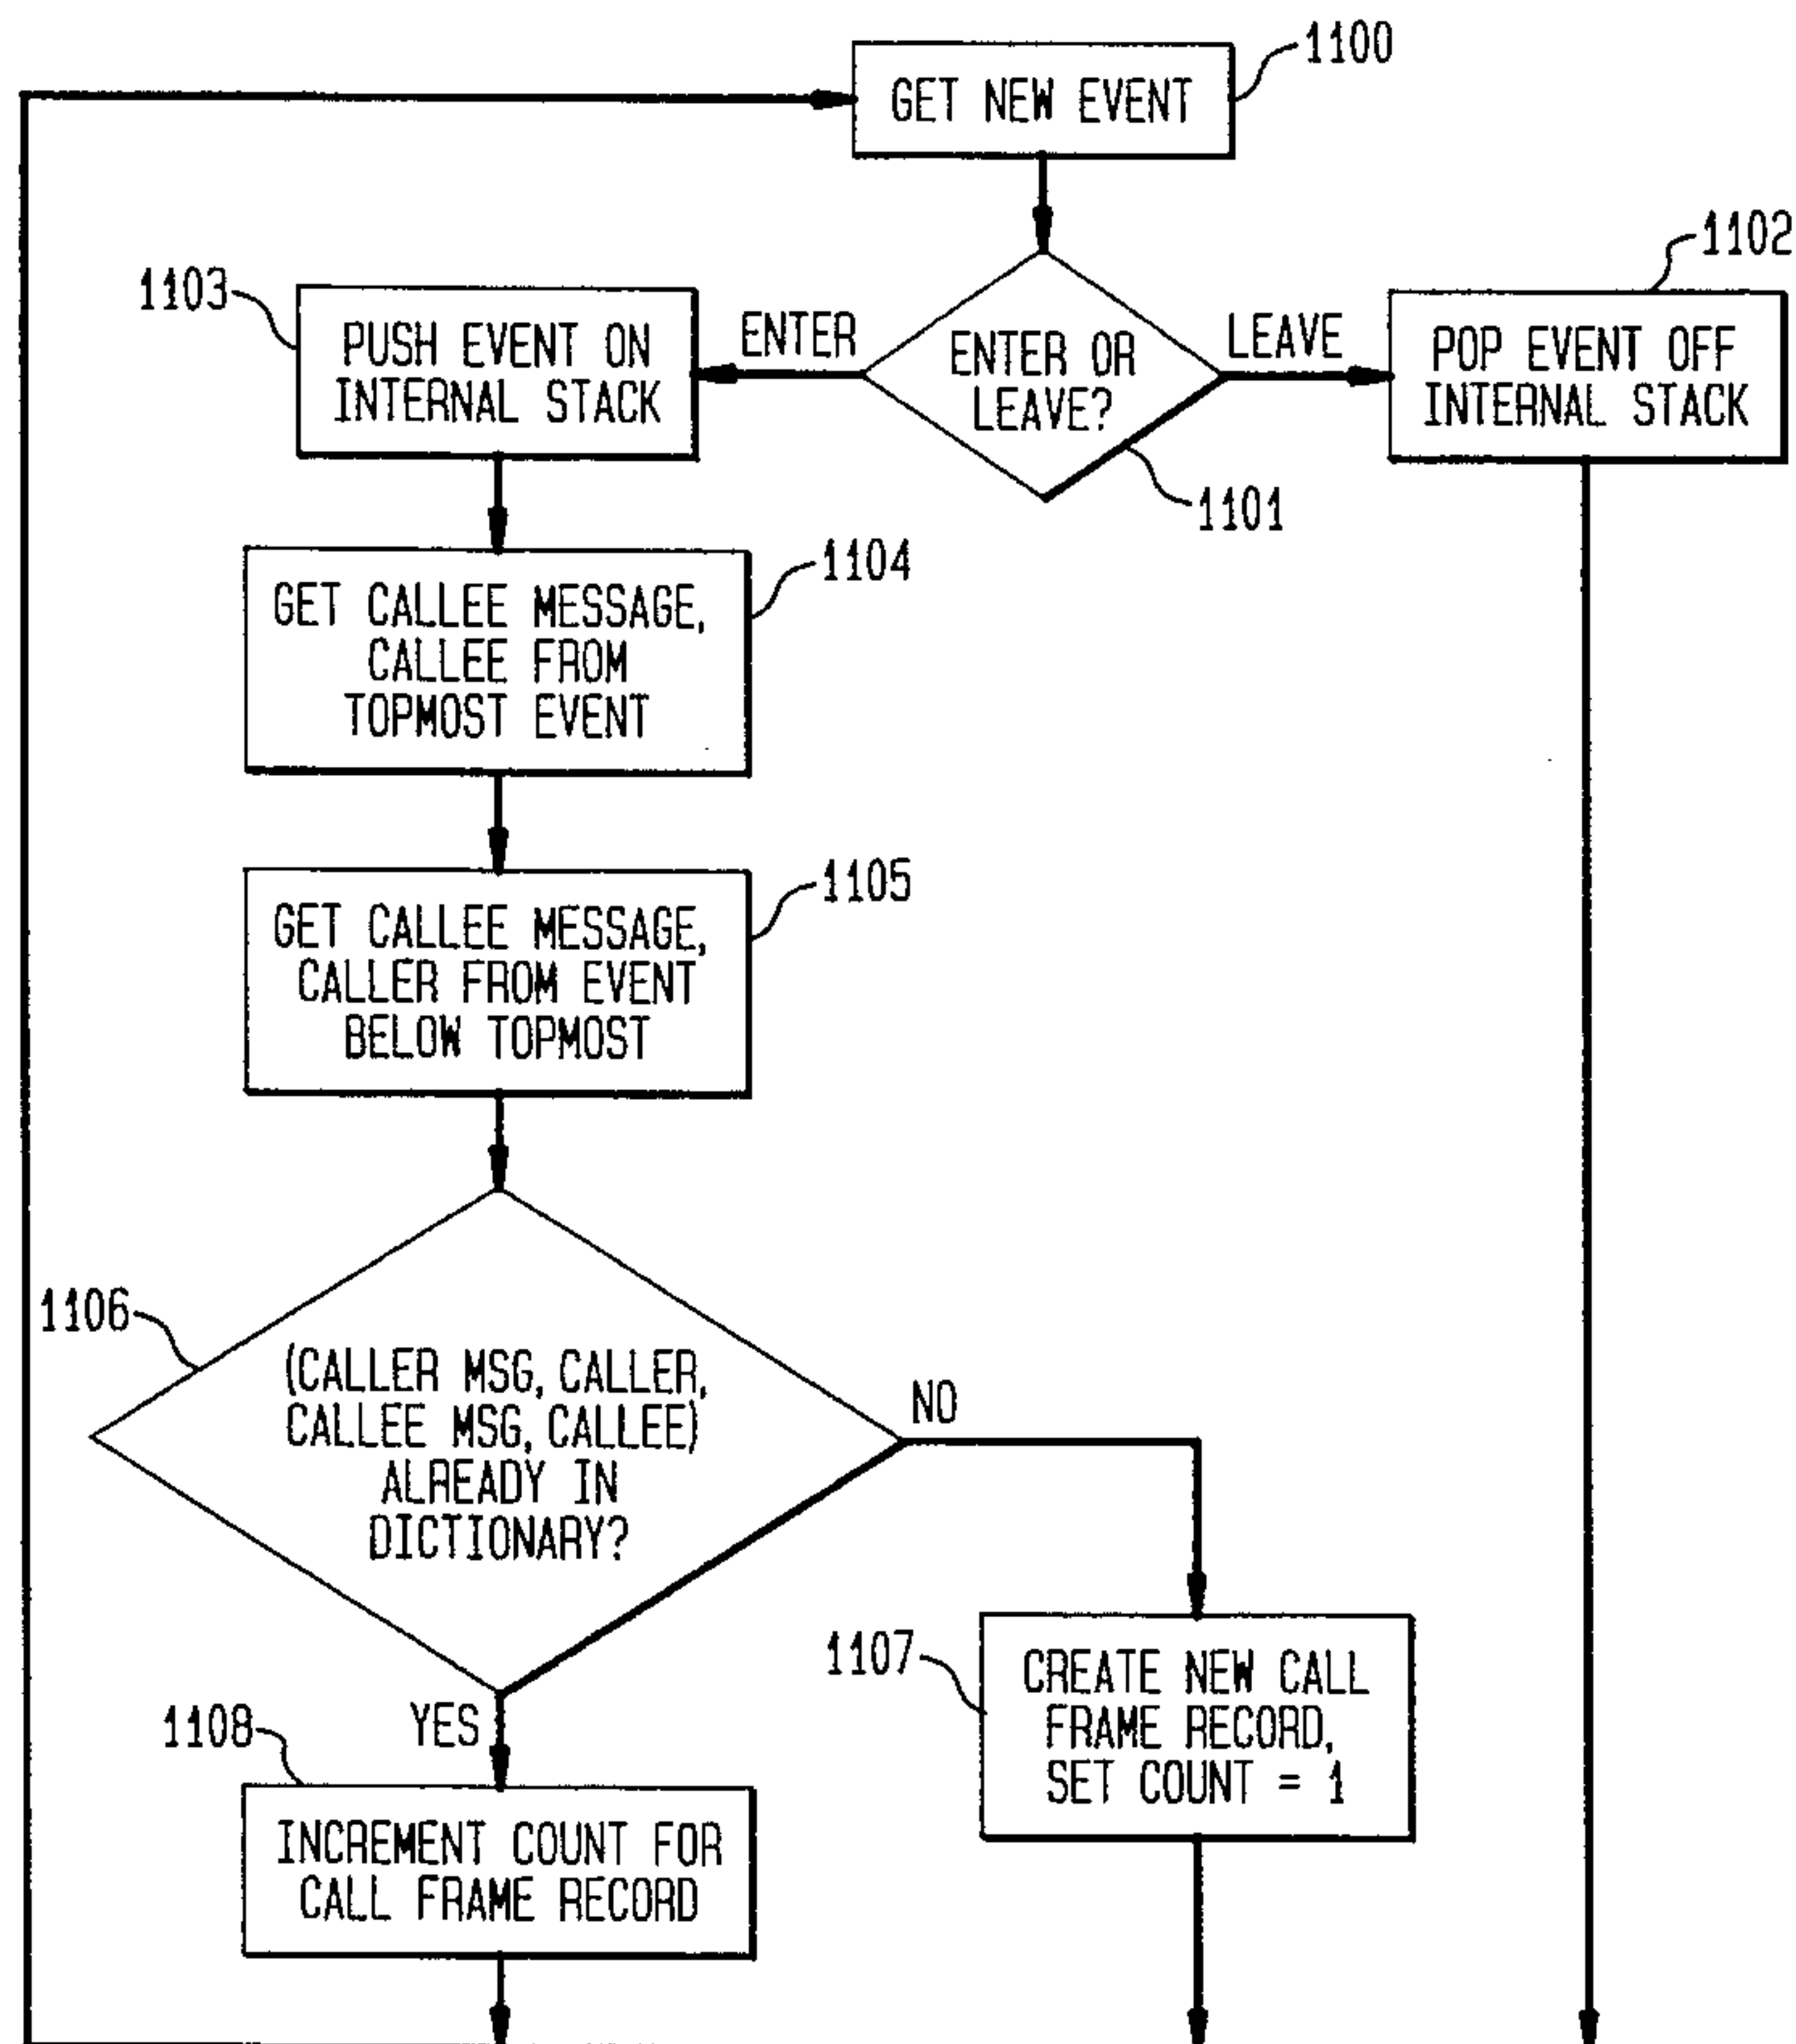 1100
GET NEW EVENT
1102
1103
PUSH EVENT ON
INTERNAL STACK
ENTER
ENTER OR
LEAVE?
LEAVE
POP EVENT OFF
INTERNAL STACK
1101
1104
GET CALLEE MESSAGE,
CALLEE FROM
TOPMOST EVENT
1105
GET CALLEE MESSAGE,
CALLER FROM EVENT
BELOW TOPMOST
1106
(CALLER MSG, CALLER,
CALLEE MSG, CALLEE)
ALREADY IN
DICTIONARY?
NO
YES
1107
CREATE NEW CALL
FRAME RECORD,
SET COUNT = 1
1108
INCREMENT COUNT FOR
CALL FRAME RECORD